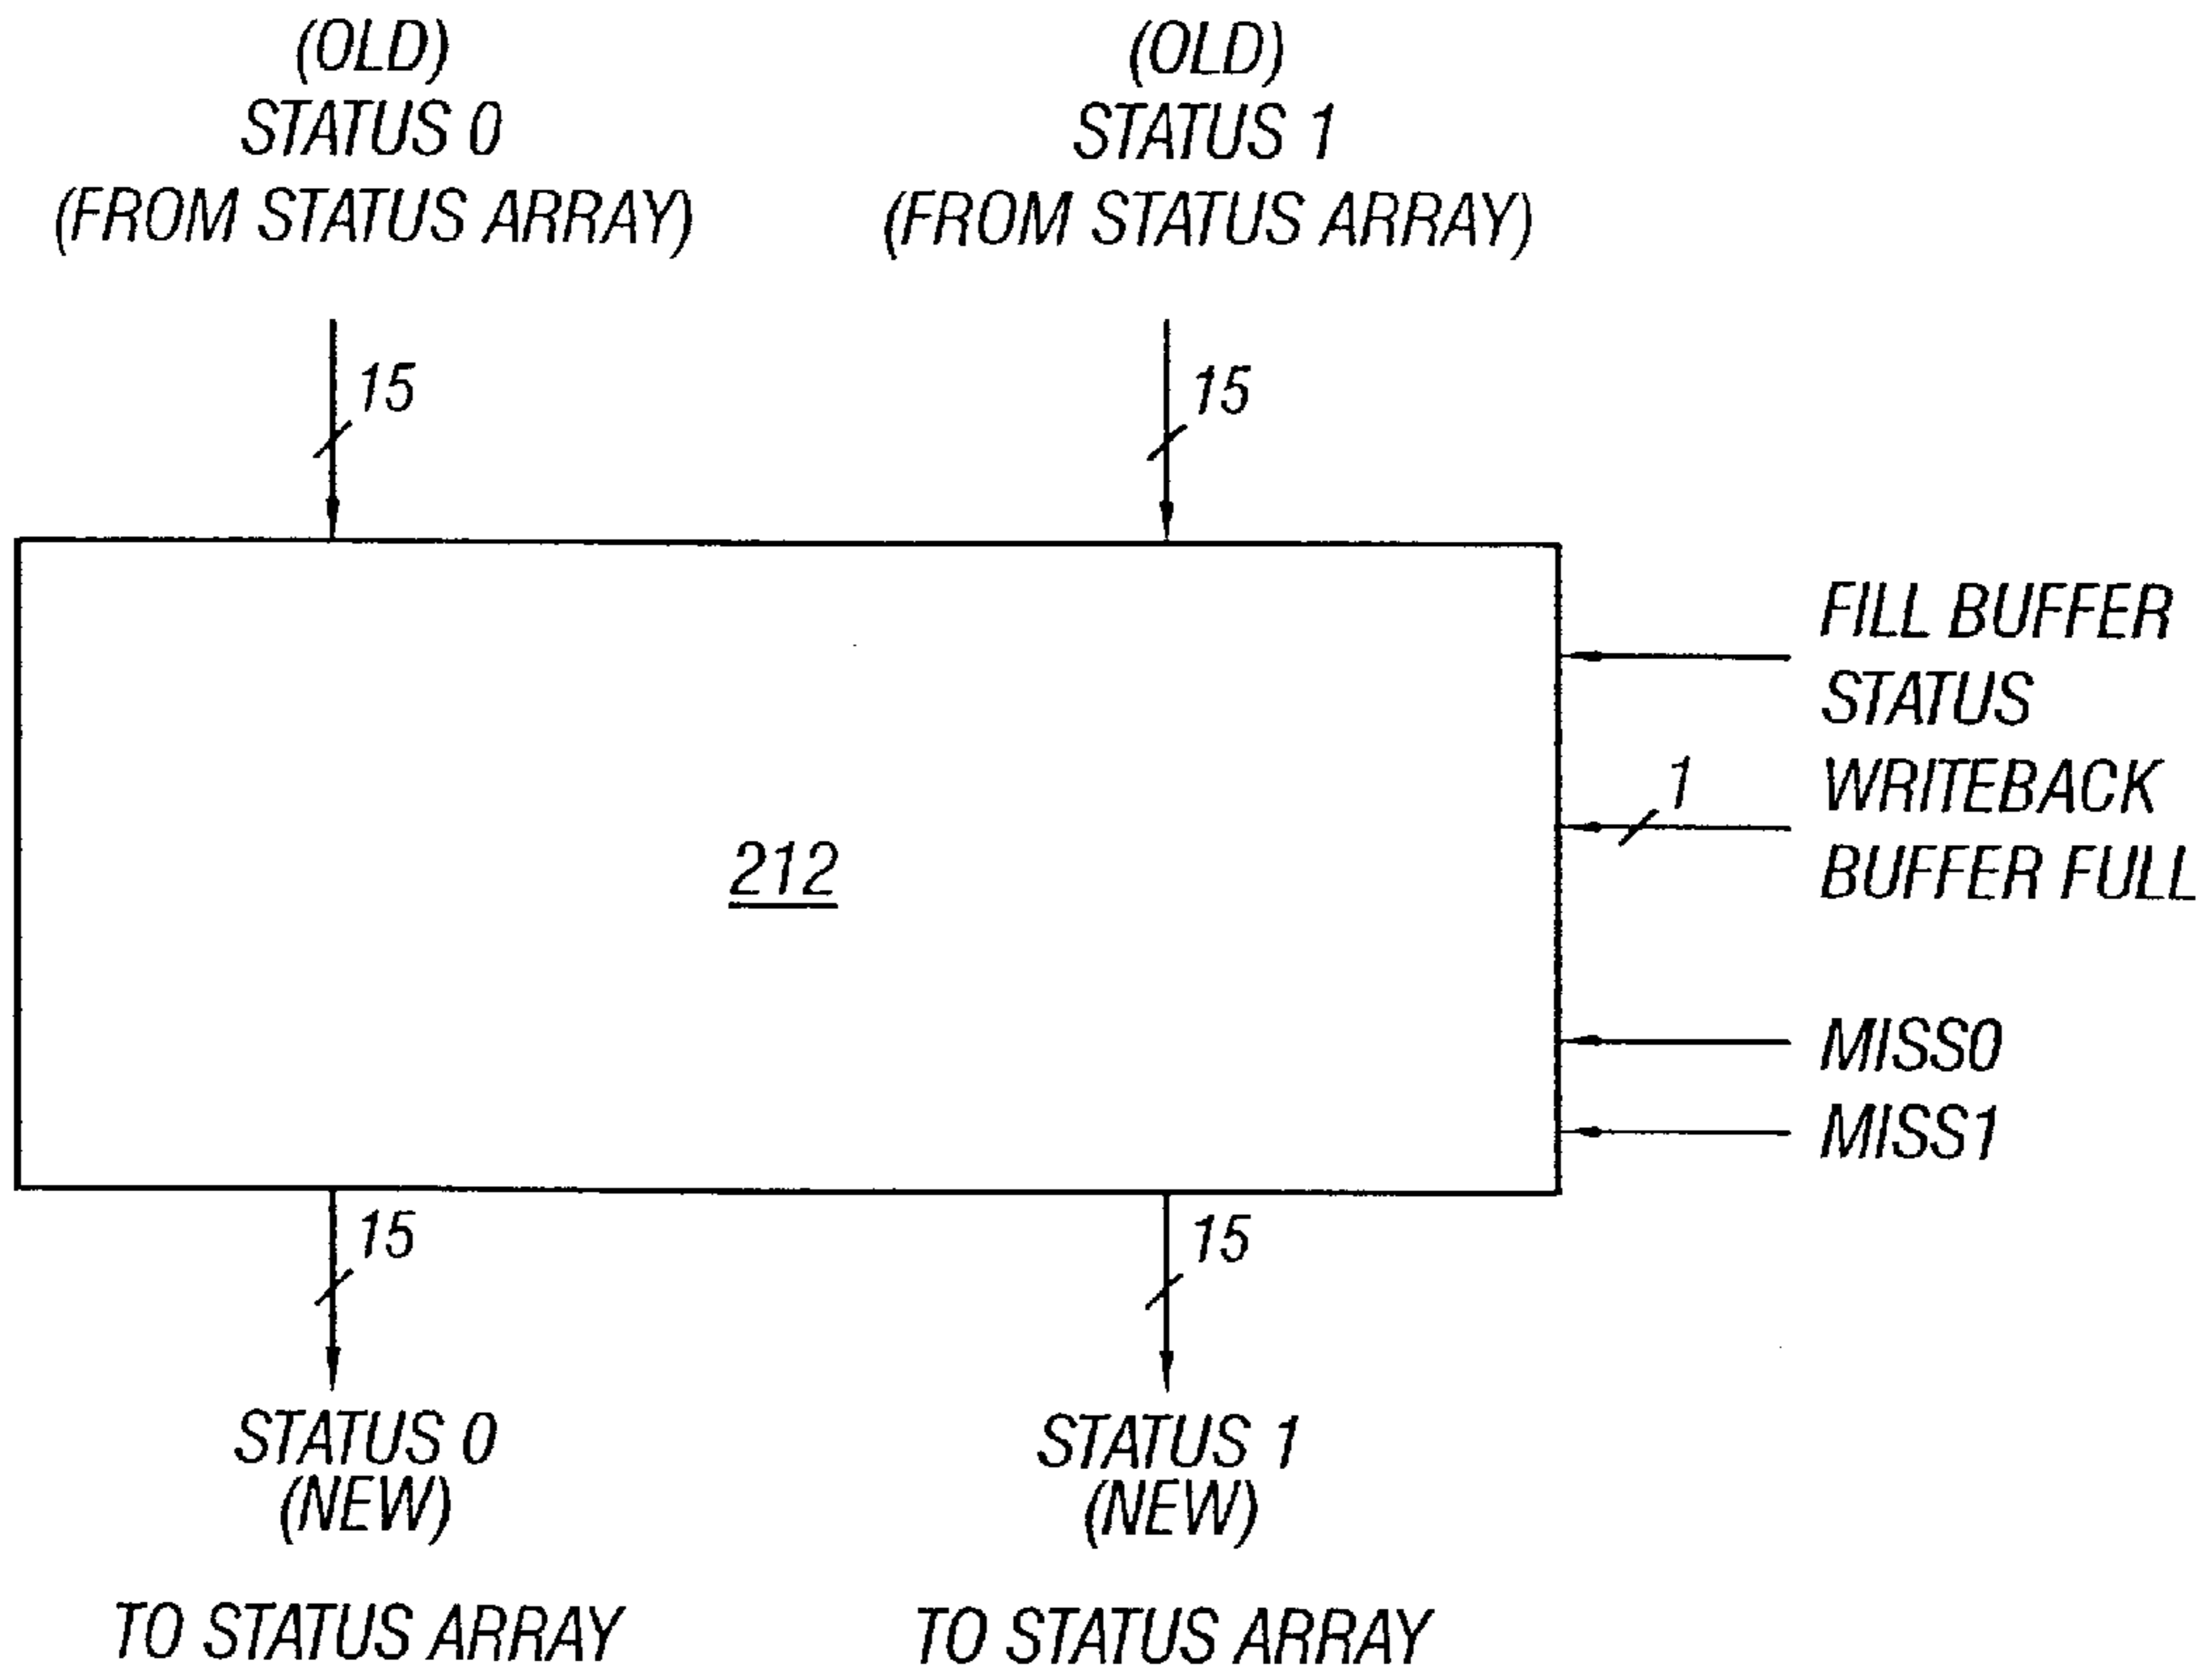 (OLD)
STATUS 0
(FROM STATUS ARRAY)
(OLD)
STATUS 1
(FROM STATUS ARRAY)
15
15
FILL BUFFER
STATUS
1
WRITEBACK
BUFFER FULL
212
MISS0
MISS1
15
15
STATUS 0
(NEW)
TO STATUS ARRAY
STATUS 1
(NEW)
TO STATUS ARRAY